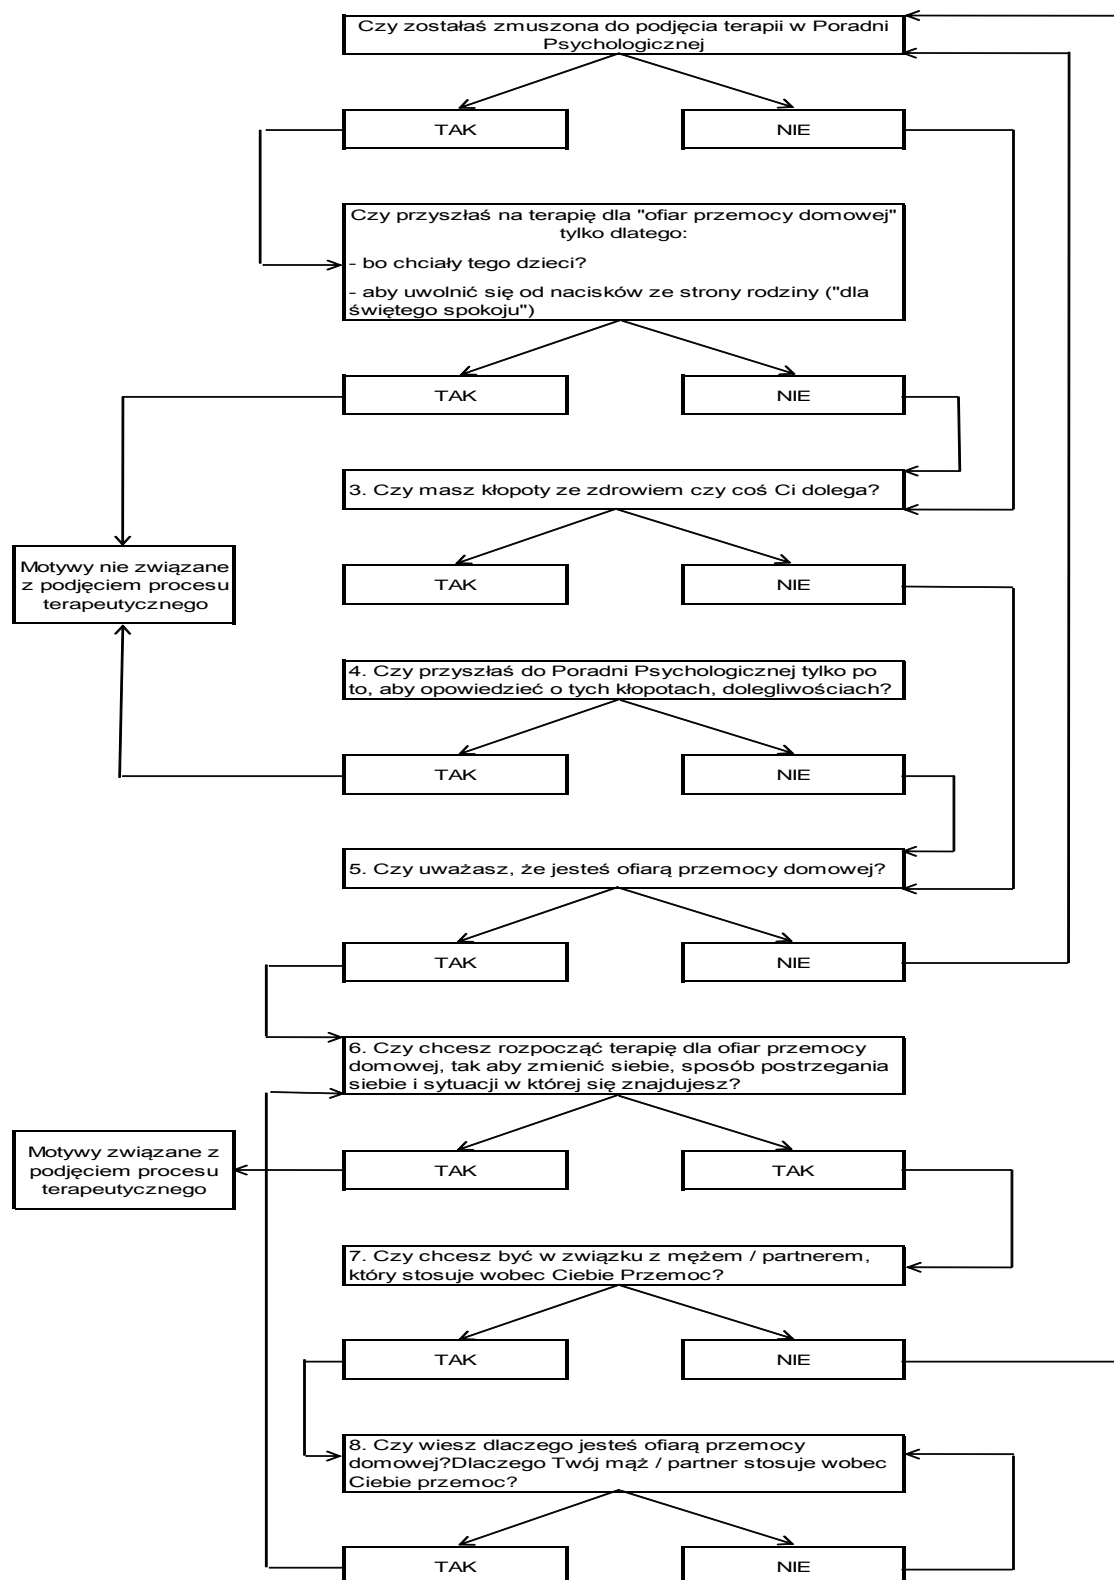 Czy zostałaś zmuszona do podjęcia terapii w Poradni
Psychologicznej
TAK
NIE
Czy przyszłaś na terapię dla "ofiar przemocy domowej"
tylko dlatego:
- bo chciały tego dzieci?
- aby uwolnić się od nacisków ze strony rodziny ("dla
świętego spokoju")
TAK
NIE
3. Czy masz kłopoty ze zdrowiem czy coś Ci dolega?
Motywy nie związane
z podjęciem procesu
terapeutycznego
TAK
NIE
4. Czy przyszłaś do Poradni Psychologicznej tylko po
to, aby opowiedzieć o tych kłopotach, dolegliwościach?
TAK
NIE
5. Czy uważasz, że jesteś ofiarą przemocy domowej?
TAK
NIE
6. Czy chcesz rozpocząć terapię dla ofiar przemocy
domowej, tak aby zmienić siebie, sposób postrzegania
siebie i sytuacji w której się znajdujesz?
Motywy związane z
podjęciem procesu
terapeutycznego
TAK
TAK
7. Czy chcesz być w związku z mężem / partnerem,
który stosuje wobec Ciebie Przemoc?
TAK
NIE
8. Czy wiesz dlaczego jesteś ofiarą przemocy
domowej?Dlaczego Twój mąż / partner stosuje wobec
Ciebie przemoc?
TAK
NIE